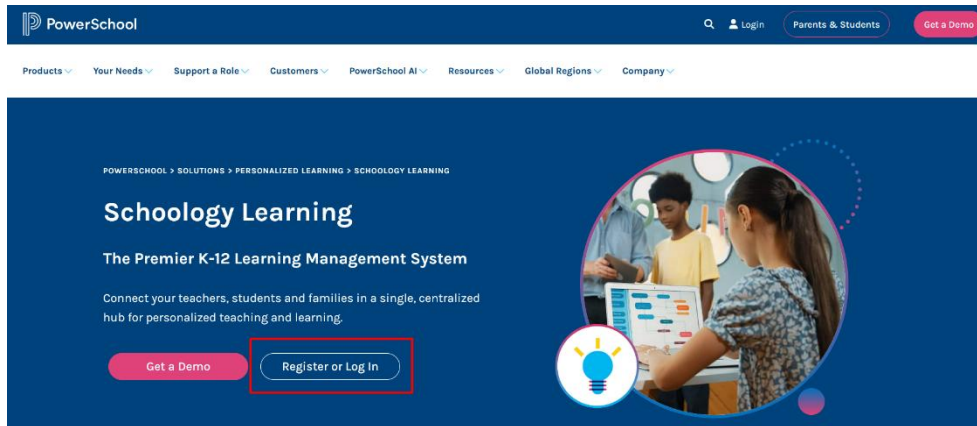 PowerSchool
Login
Parents & Students
Get a Demo
Products
Your Needs
Support a Role
Customers
PowerSchool AI
Resources
Global Regions
Company
POWERSCHOOL > SOLUTIONS > PERSONALIZED LEARNING > SCHOOLOGY LEARNING
Schoology Learning
The Premier K-12 Learning Management System
Connect your teachers, students and families in a single, centralized
hub for personalized teaching and learning.
Get a Demo
Register or Log In